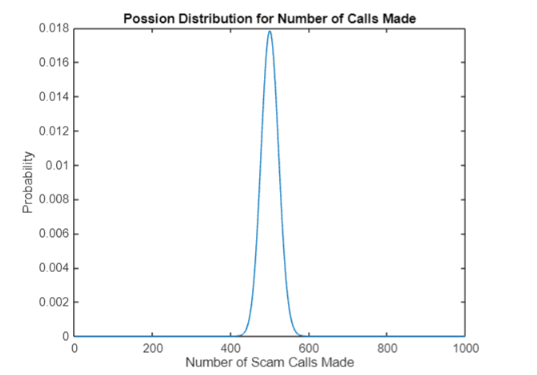 Possion Distribution for Number of Calls Made
0.018
0.016
0.014
0.012
0.01
0.008
0.006
0.004
0.002
0
Probability
0 200 400 600 800 1000
Number of Scam Calls Made